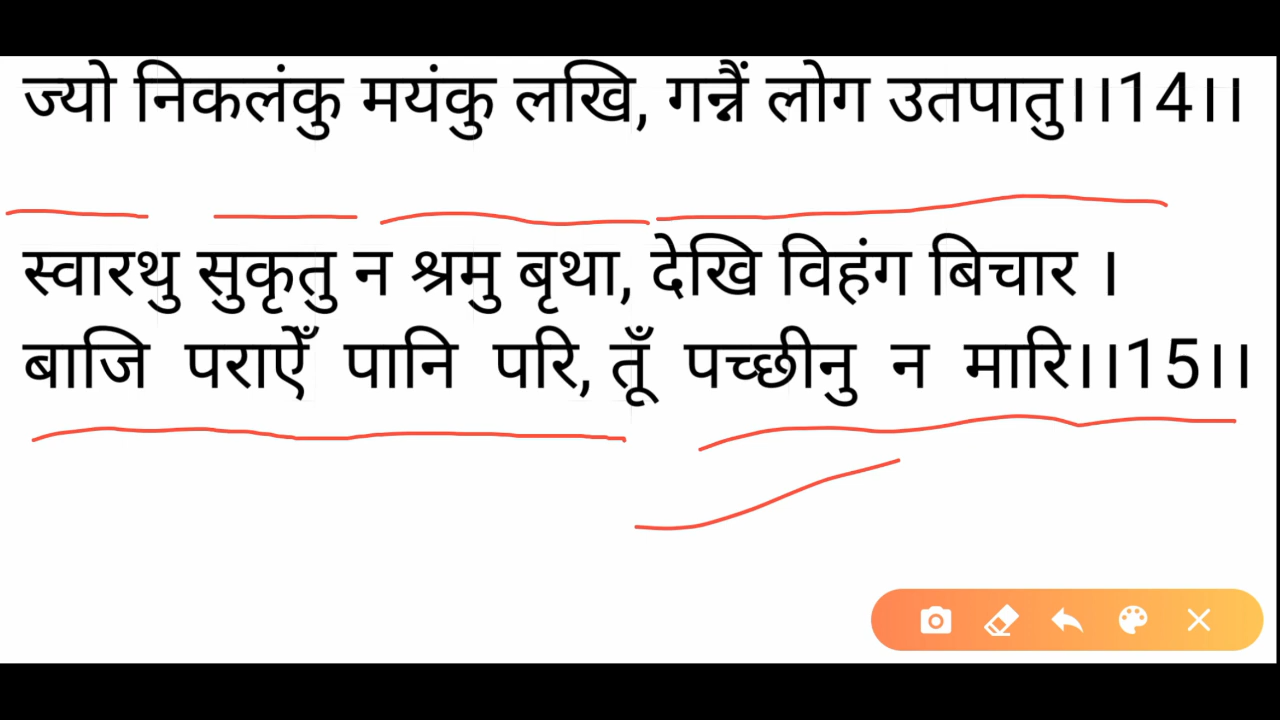 ज्यो निकलंकु मयंकु लखि, गन्नैं लोग उतपातु।।14।।
स्वारथु सुकृतु न श्रमु बृथा, देखि विहंग बिचार ।
बाजि पराऐँ पानि परि, तूँ पच्छीनु न मारि।।15।।